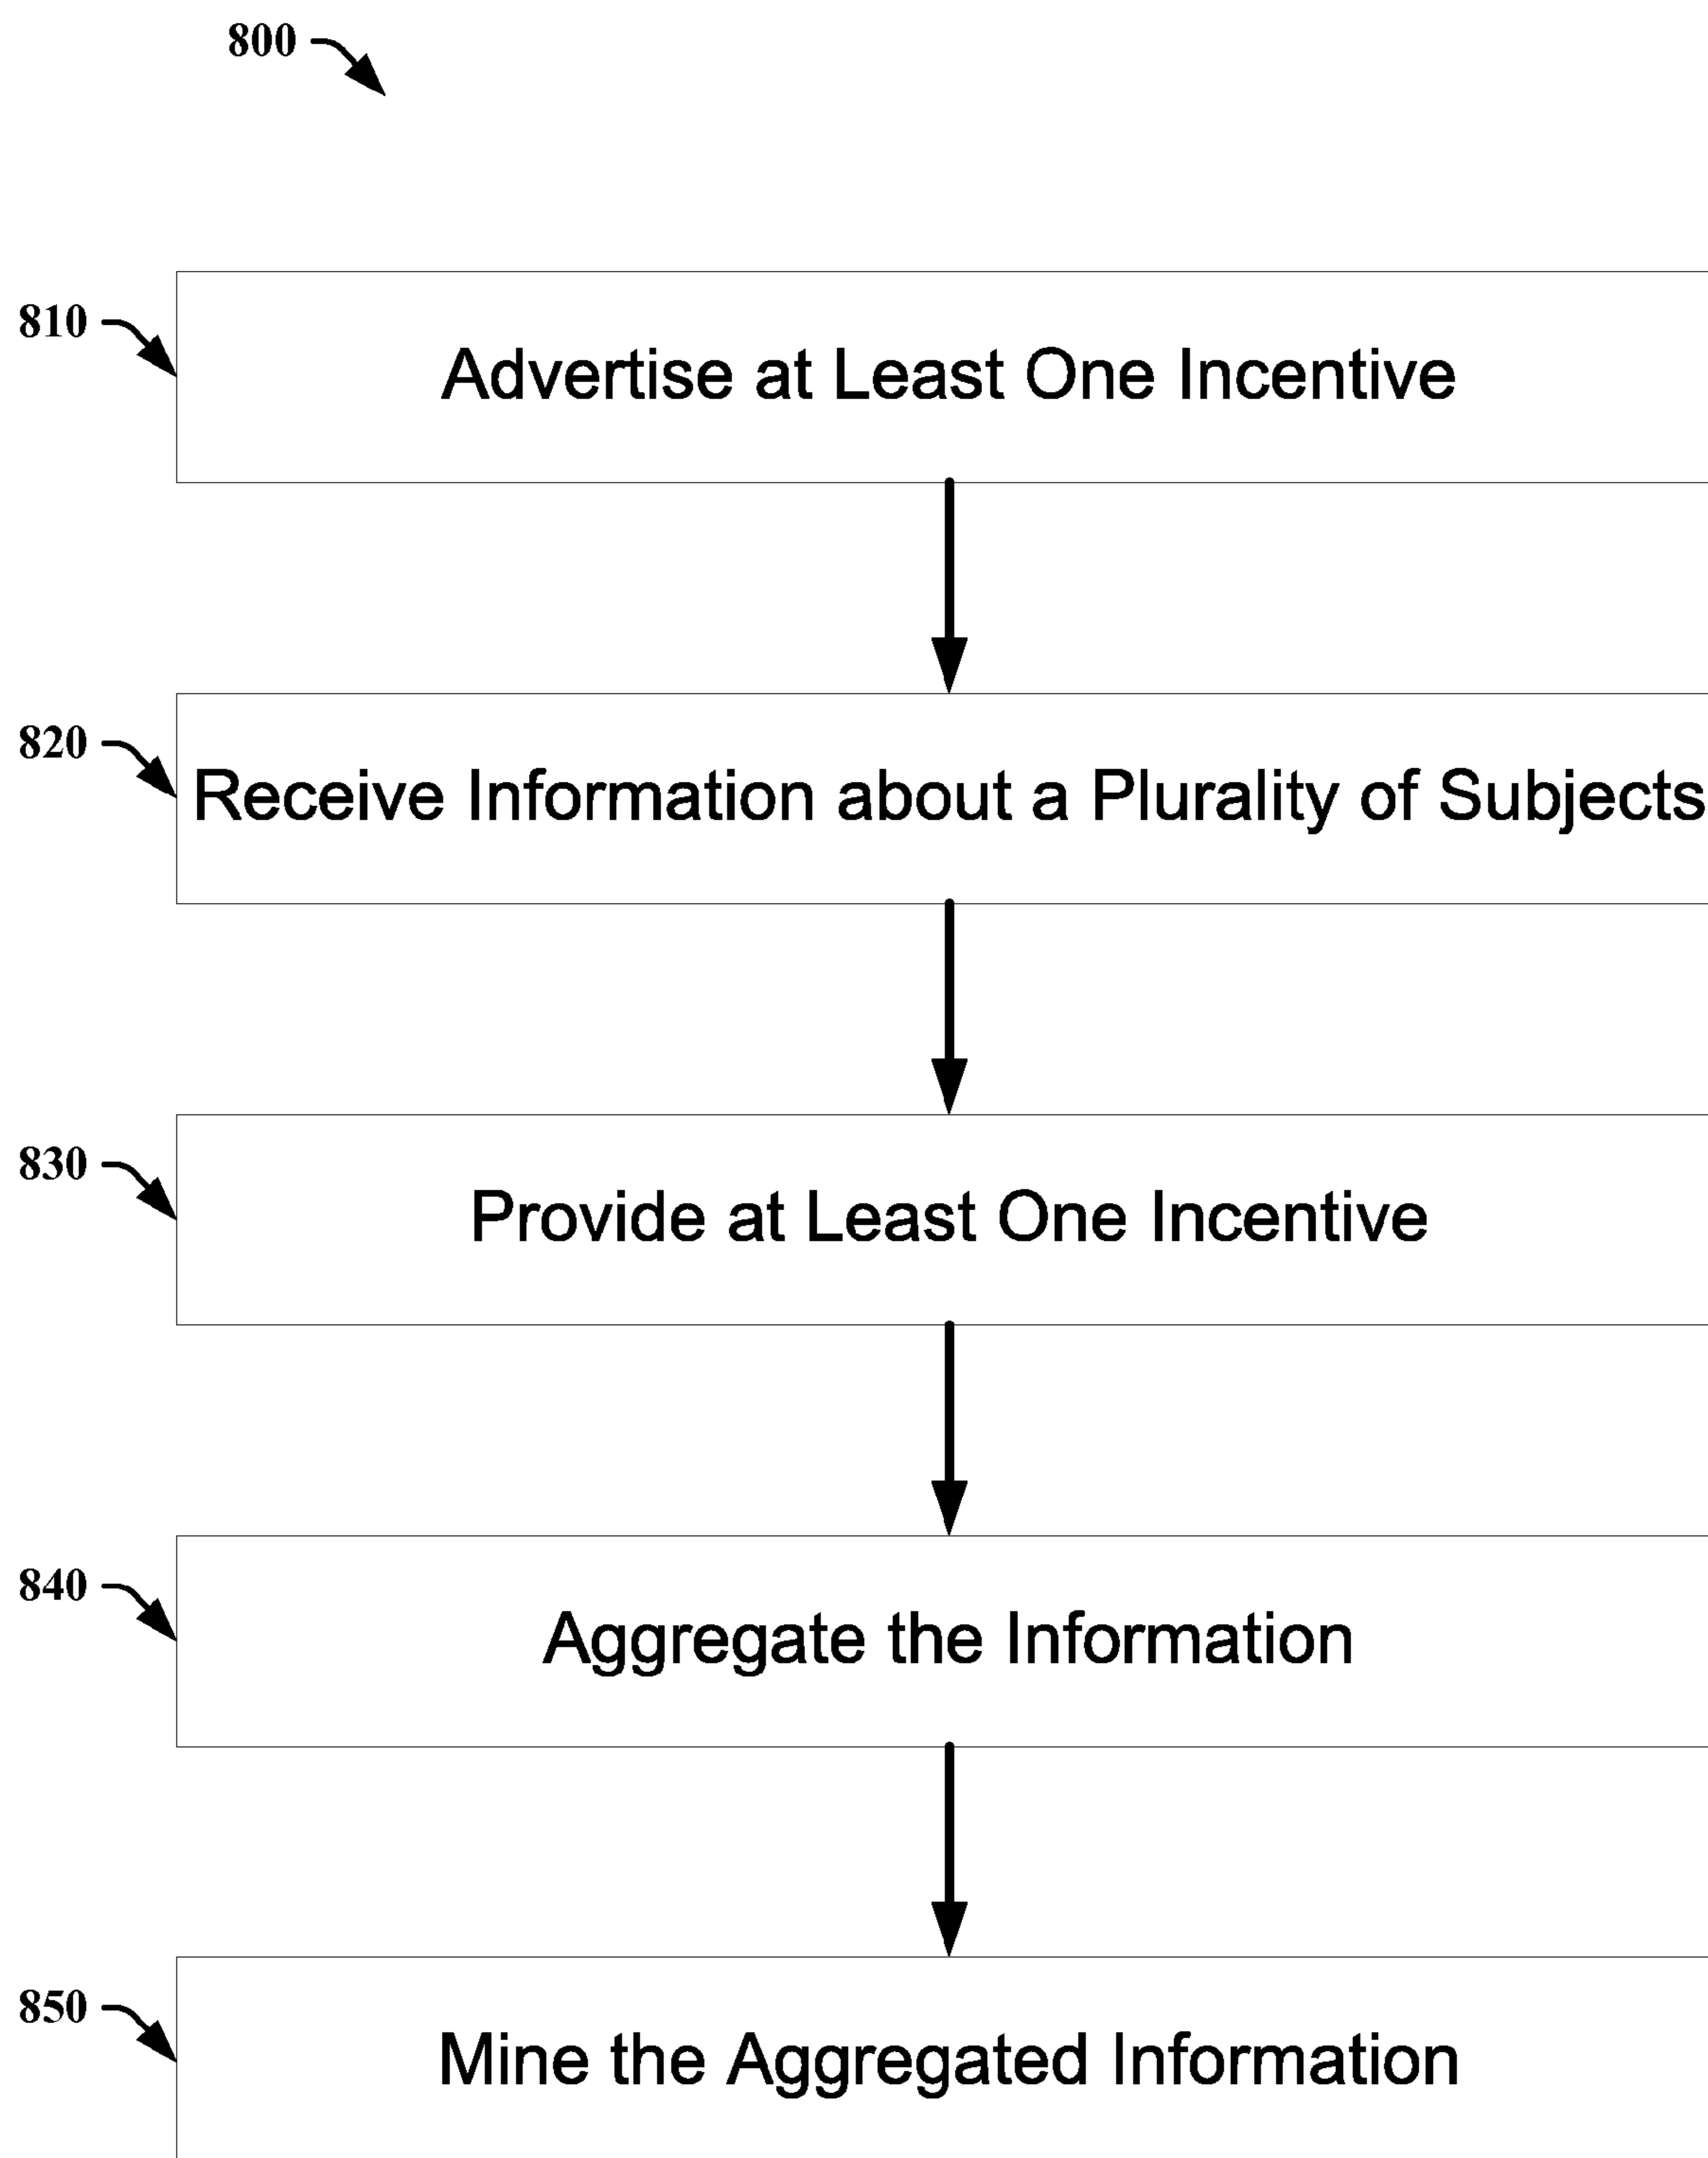 800
810
Advertise at Least One Incentive
820
Receive Information about a Plurality of Subjects
830
Provide at Least One Incentive
840
Aggregate the Information
850
Mine the Aggregated Information